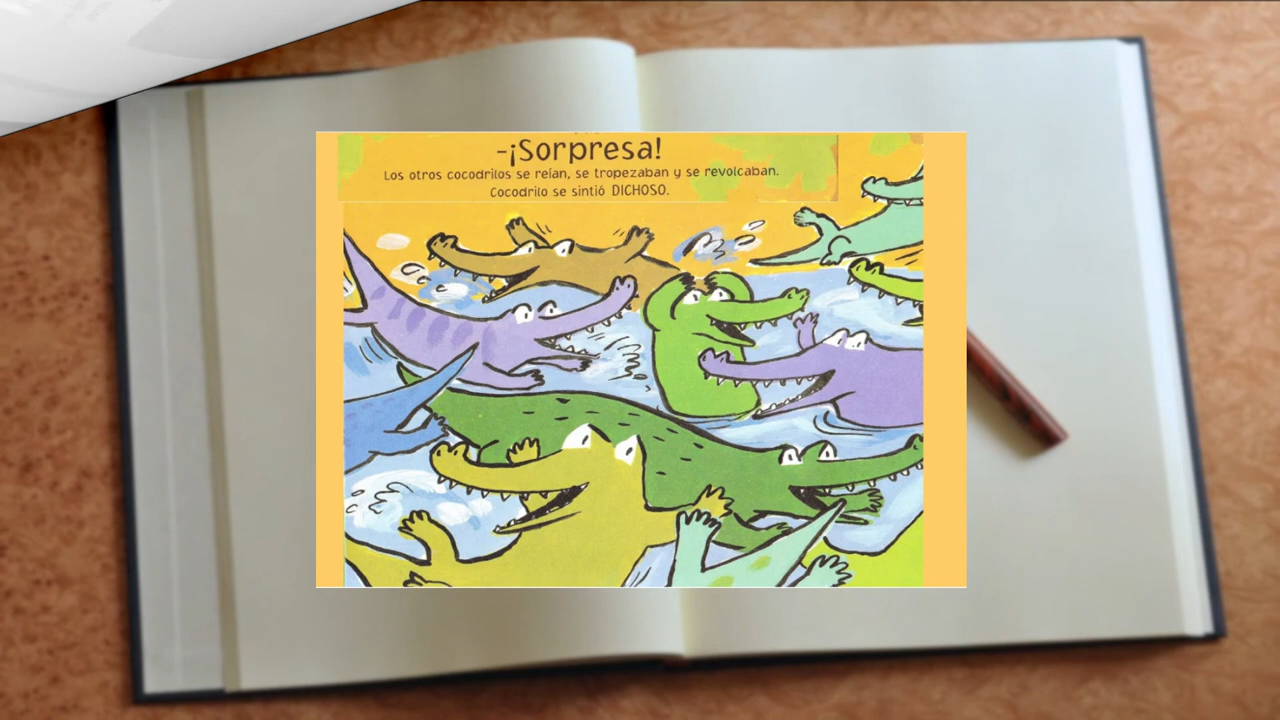 -¡Sorpresa!
Los otros cocodrilos se reían, se tropezaban y se revolcaban.
Cocodrilo se sintió DICHOSO.